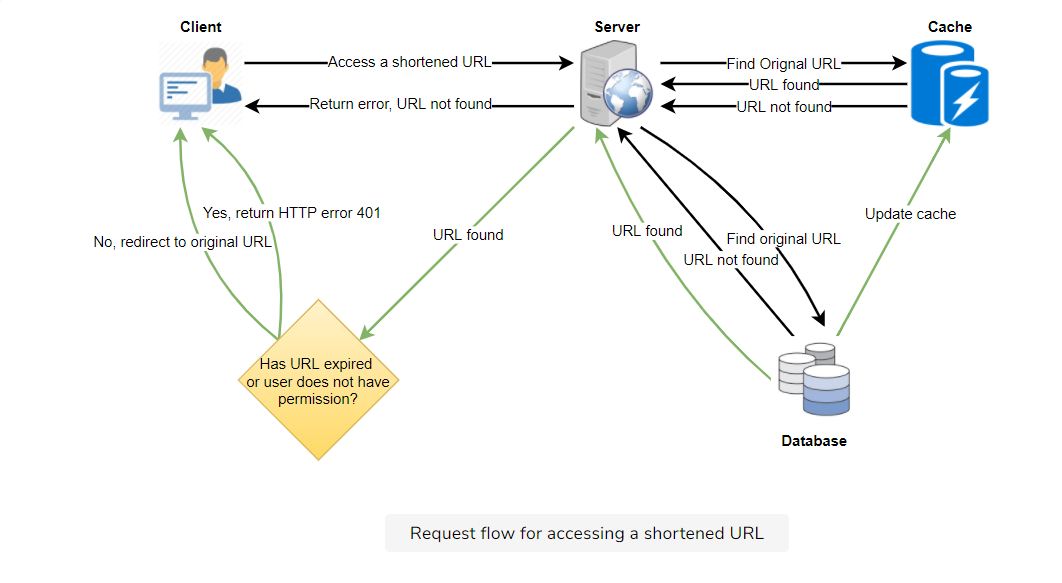 Client
Server
Cache
Access a shortened URL
Find Orignal URL
URL found
Return error, URL not found
URL not found
Yes, return HTTP error 401
Update cache
No, redirect to original URL
URL found
URL found
Find original URL
URL not found
Has URL expired
or user does not have
permission?
Database
Request flow for accessing a shortened URL